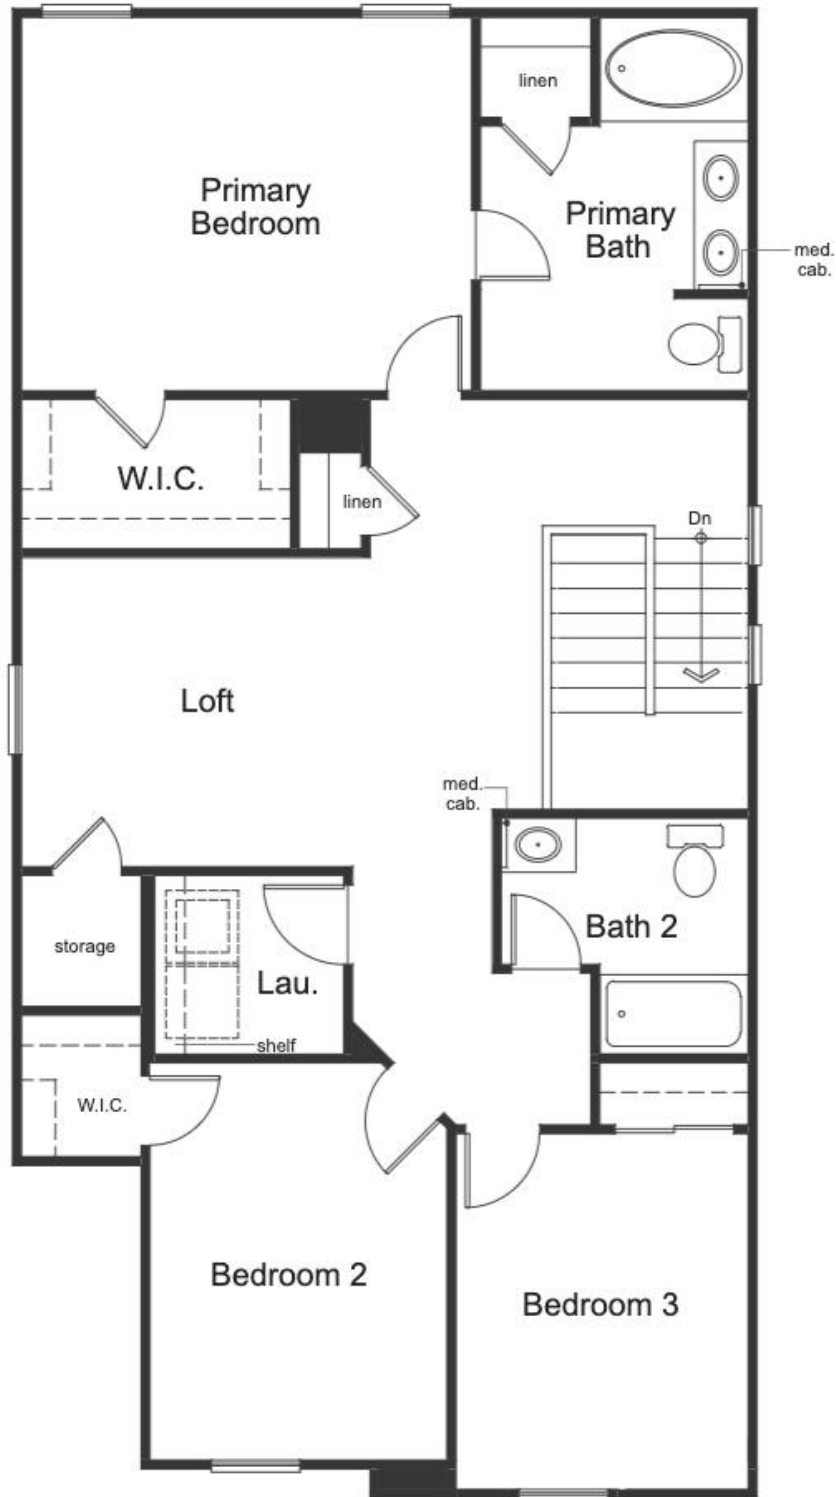 linen
Primary
Bedroom
Primary
Bath
med.
cab.
W.I.C.
linen
Dn
Loft
med.
cab.
Bath 2
storage
Lau.
shelf
W.I.C.
Bedroom 2
Bedroom 3